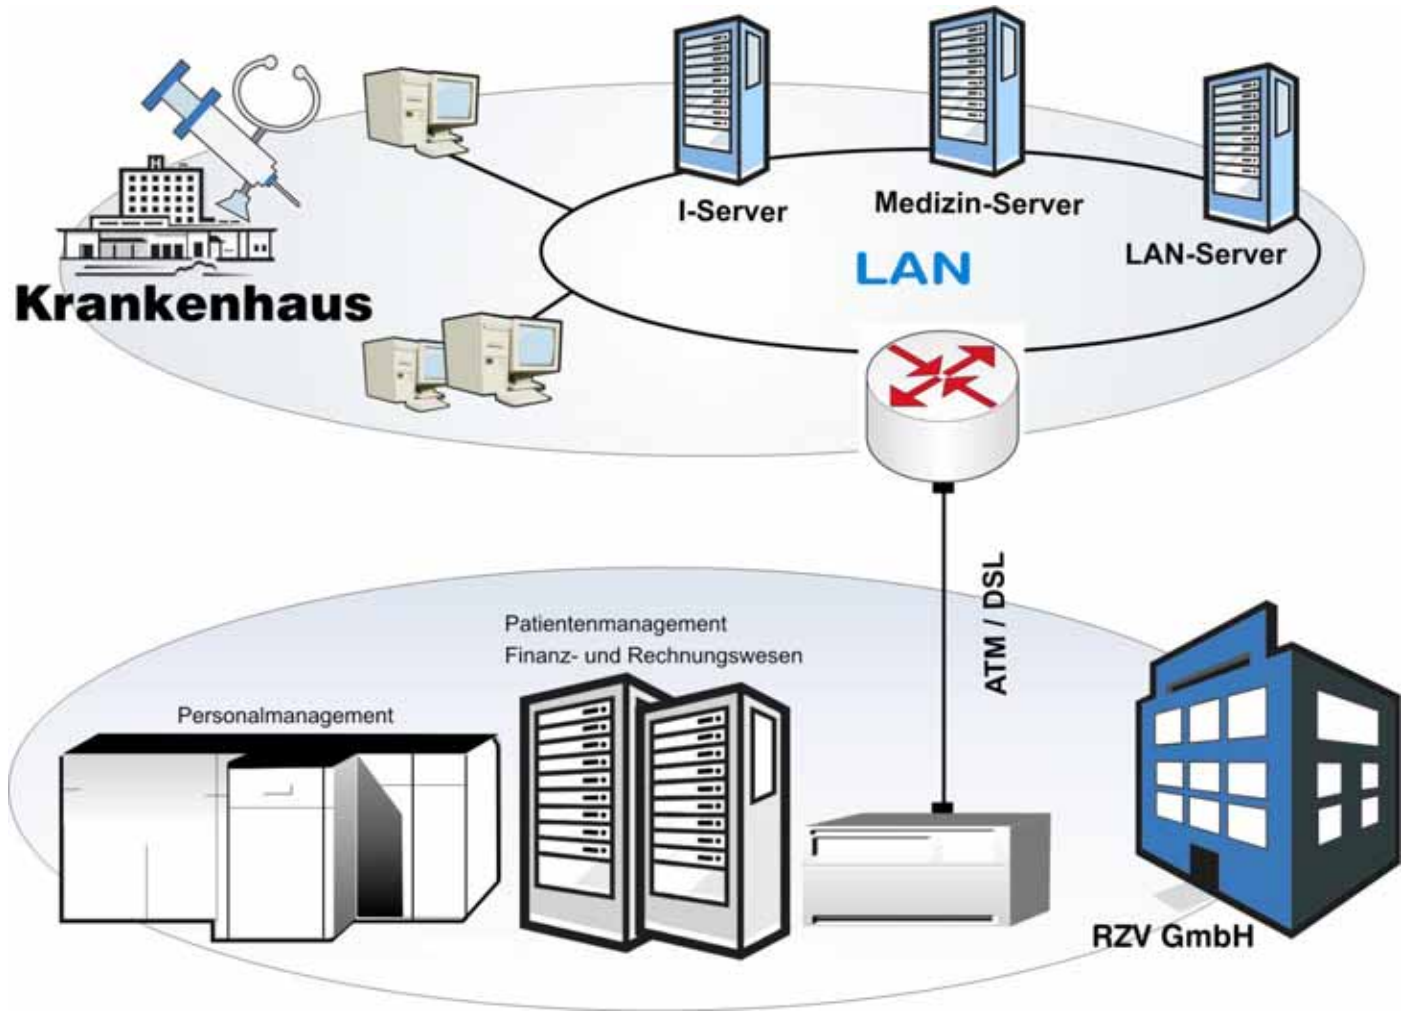 H
I-Server
Medizin-Server
LAN-Server
LAN
Krankenhaus
ATM / DSL
Patientenmanagement
Finanz- und Rechnungswesen
Personalmanagement
RZV GmbH